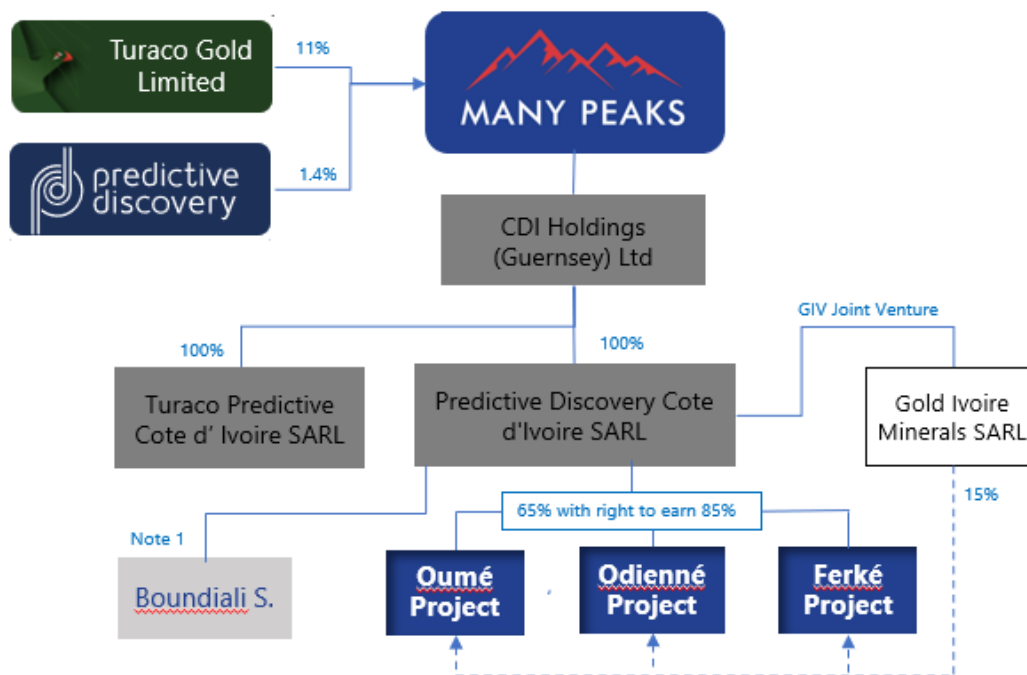 Turaco Gold
Limited
11%
MANY PEAKS
predictive
discovery
1.4%
CDI Holdings
(Guernsey) Ltd
GIV Joint Venture
100%
100%
Turaco Predictive
Cote d’ Ivoire SARL
Predictive Discovery Cote
d'Ivoire SARL
Gold Ivoire
Minerals SARL
15%
65% with right to earn 85%
Note 1
Boundiali S.
Oumé
Project
Odienné
Project
Ferké
Project